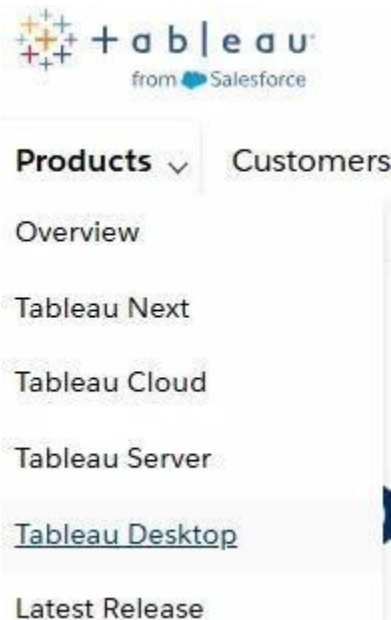 + a b | e a u
from Salesforce
Products Customers
Overview
Tableau Next
Tableau Cloud
Tableau Server
Tableau Desktop
Latest Release